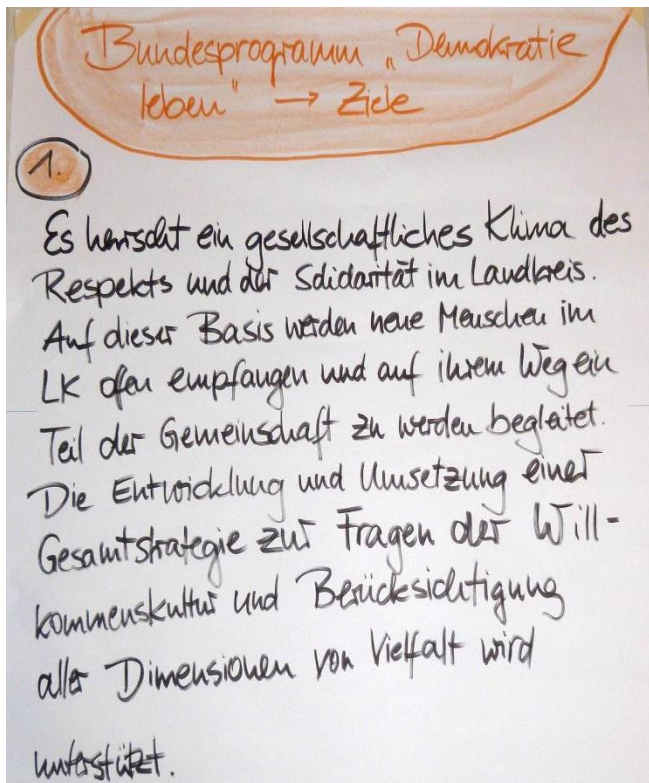 Bundesprogramm „Demokratie
leben" → Ziele
1.
Es herrscht ein gesellschaftliches Klima des
Respekts und der Solidarität im Landkreis.
Auf dieser Basis werden neue Menschen im
LK offen empfangen und auf ihrem Weg ein
Teil der Gemeinschaft zu werden begleitet.
Die Entwicklung und Umsetzung einer
Gesamtstrategie zur Fragen der Will-
kommenskultur und Berücksichtigung
aller Dimensionen von Vielfalt wird
unterstützt.